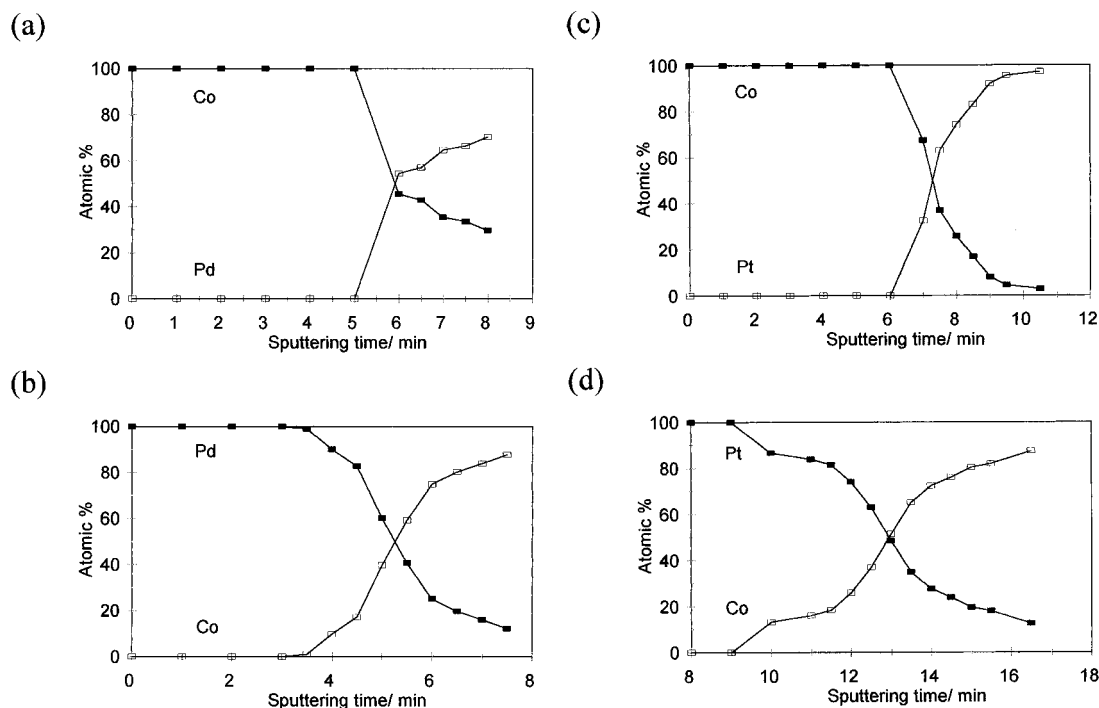 (a)
100
80
60
40
20
0
Atomic %
Co
Pd
0 1 2 3 4 5 6 7 8 9
Sputtering time/ min
(c)
100
80
60
40
20
0
Atomic %
Co
Pt
0 2 4 6 8 10 12
Sputtering time/ min
(b)
100
80
60
40
20
0
Atomic %
Pd
Co
0 2 4 6 8
Sputtering time/ min
(d)
100
80
60
40
20
0
Atomic %
Pt
Co
8 10 12 14 16 18
Sputtering time/ min